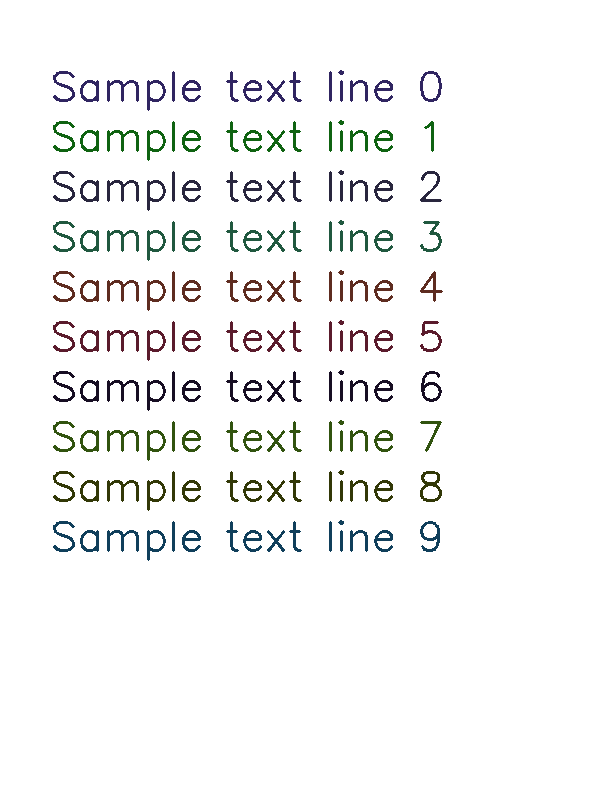 Sample text line 0
Sample text line 1
Sample text line 2
Sample text line 3
Sample text line 4
Sample text line 5
Sample text line 6
Sample text line 7
Sample text line 8
Sample text line 9